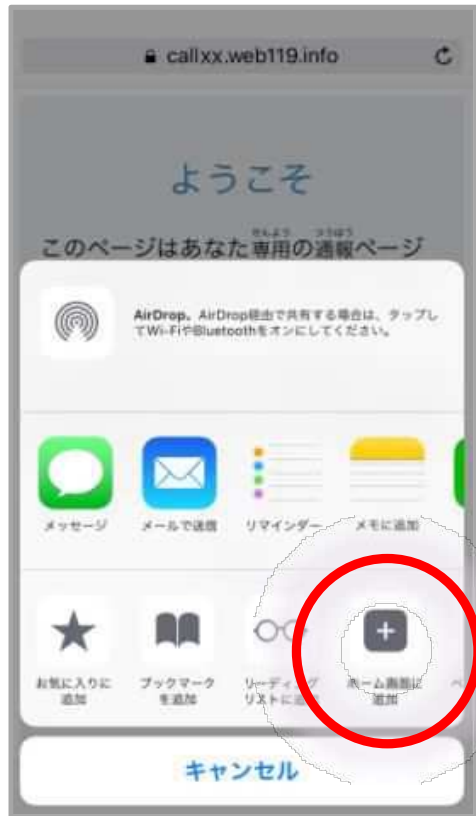 callxx.web119.info
ようこそ
せんよう つうほう
このページはあなた専用の通報ページ
AirDrop。AirDrop経由で共有する場合は、タップし
てWi-FiやBluetoothをオンにしてください。
メッセージ
メールで送信
リマインダー
メモに追加
お気に入りに
追加
ブックマーク
を追加
リーディング
リストに追加
ホーム画面に
追加
キャンセル